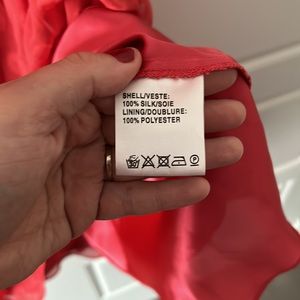 SHELL/VESTE:
100% SILK/SOIE
LINING/DOUBLURE:
100% POLYESTER